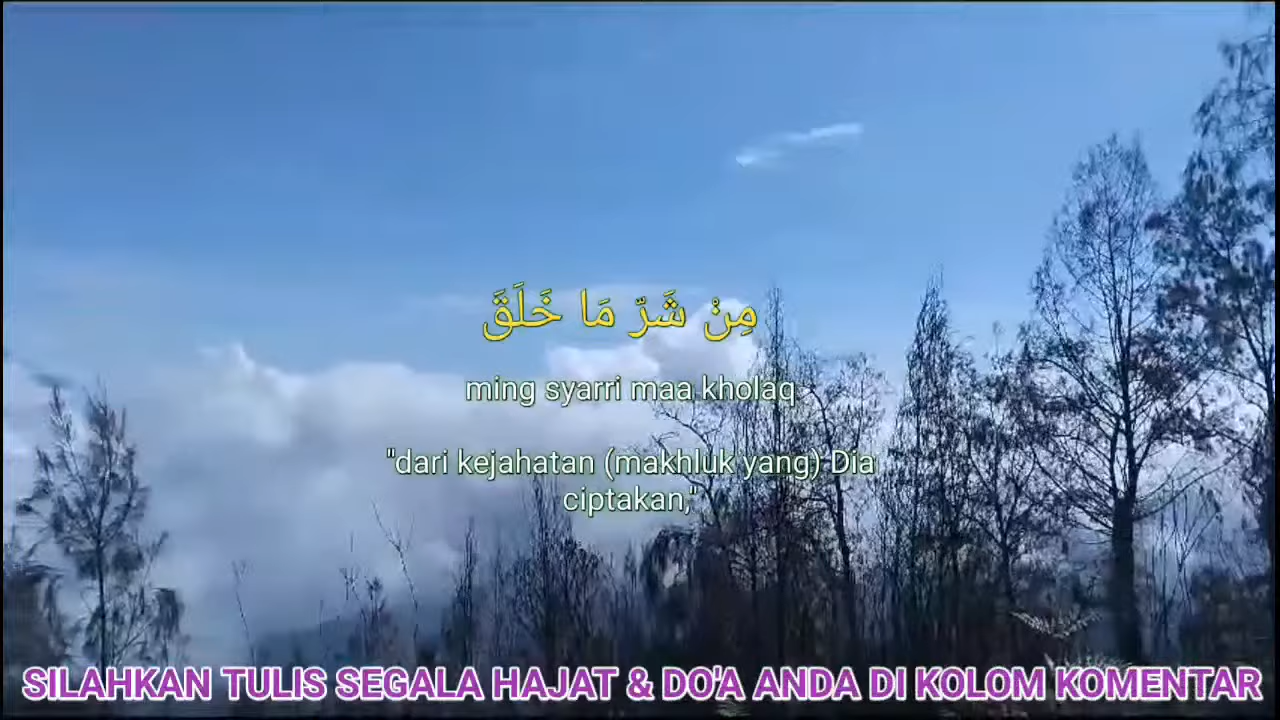 مِنْ شَرِّ مَا خَلَقَ
ming syarri maa kholaq
"dari kejahatan (makhluk yang) Dia
ciptakan,"
SILAHKAN TULIS SEGALA HAJAT & DO'A ANDA DI KOLOM KOMENTAR